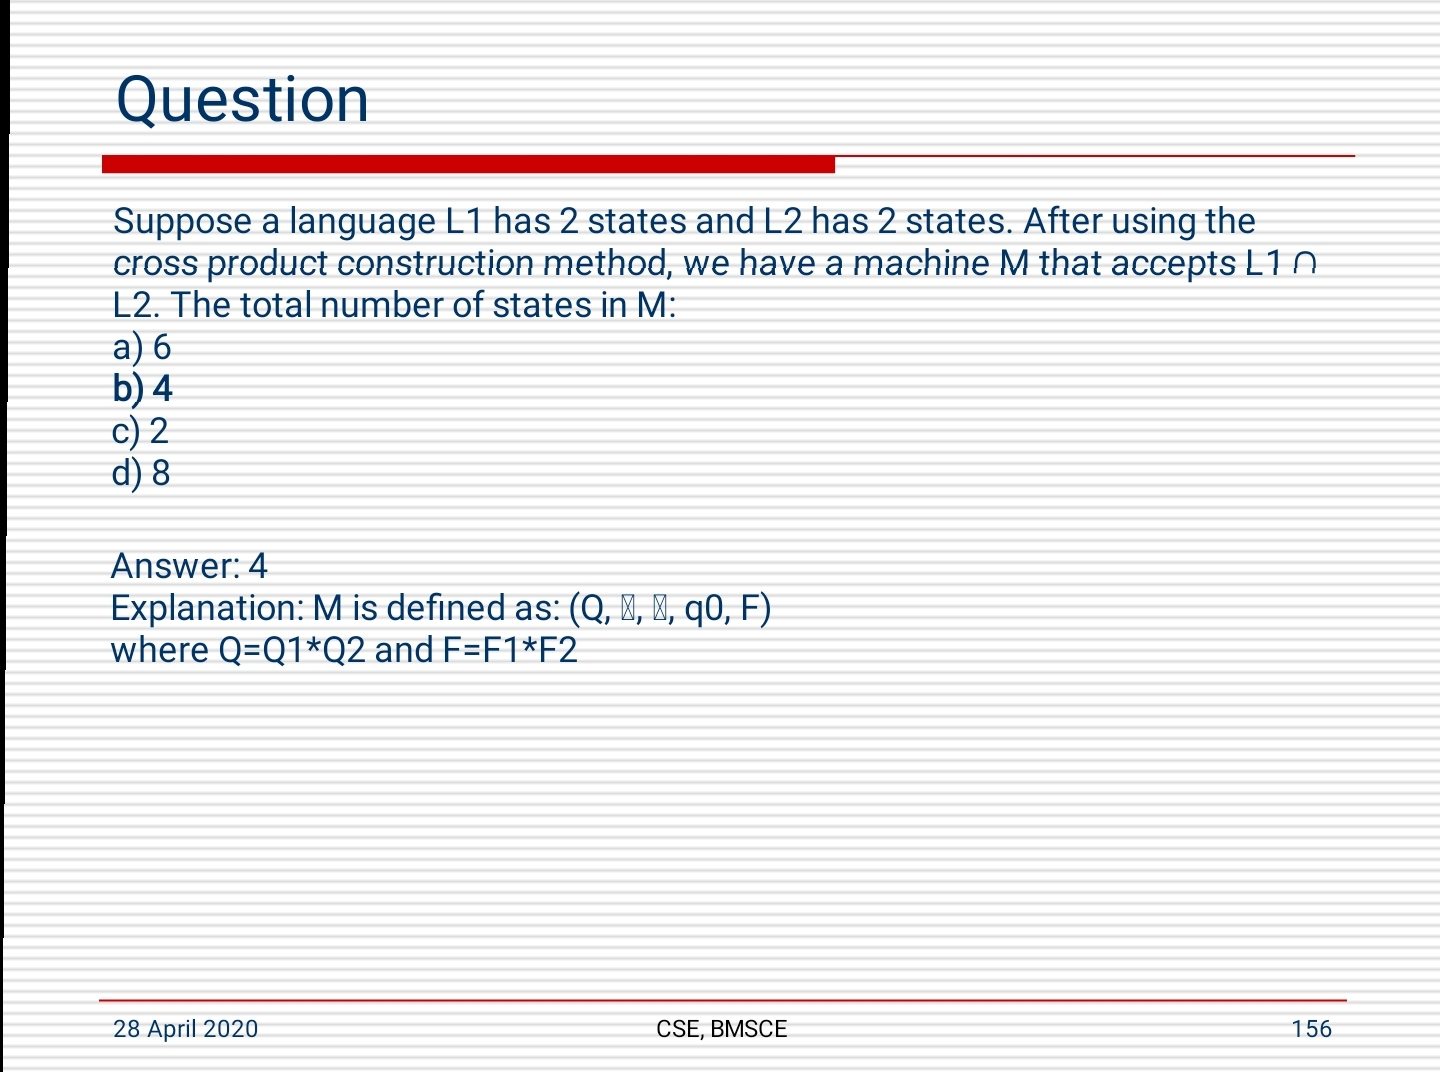 Question
Suppose a language L1 has 2 states and L2 has 2 states. After using the
cross product construction method, we have a machine M that accepts L1 ∩
L2. The total number of states in M:
a) 6
b) 4
c) 2
d) 8
Answer: 4
Explanation: M is defined as: (Q, , , q0, F)
where Q=Q1*Q2 and F=F1*F2
28 April 2020
CSE, BMSCE
156